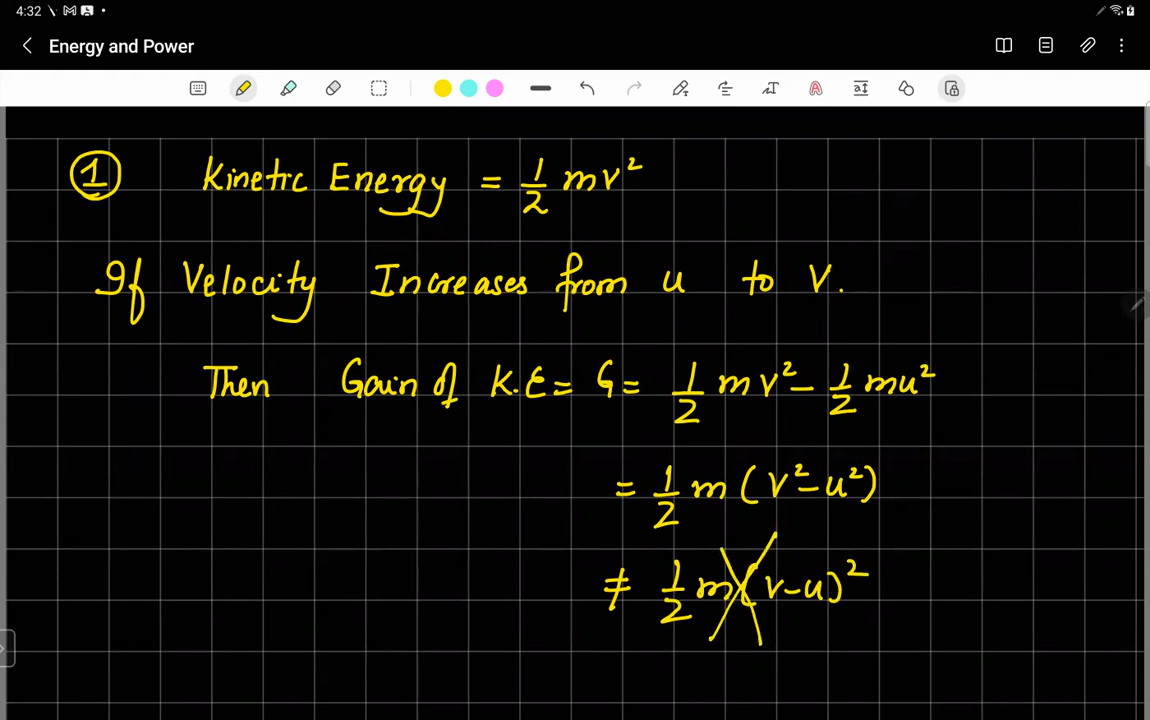 4:32
Energy and Power
① Kinetic Energy = 1/2 mv²
If Velocity Increases from u to v.
Then Gain of K.E = G = 1/2 mv² - 1/2 mu²
= 1/2 m (v² - u²)
≠ 1/2 m (v-u)²